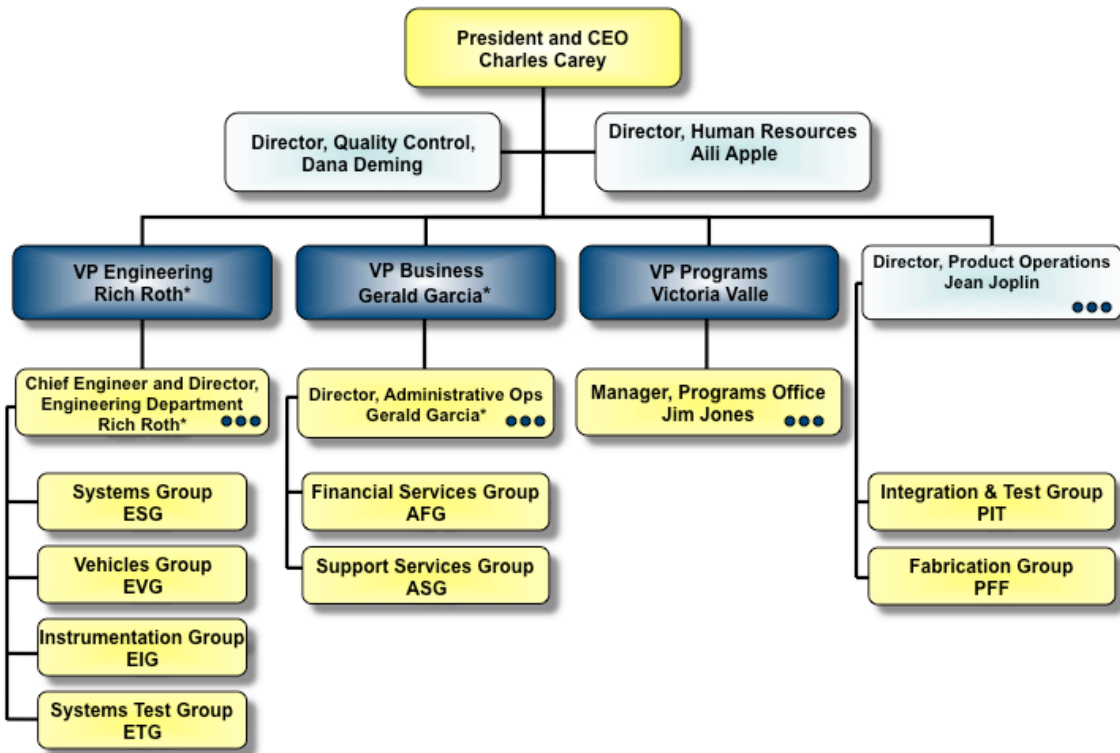 President and CEO
Charles Carey
Director, Quality Control,
Dana Deming
Director, Human Resources
Aili Apple
VP Engineering
Rich Roth*
VP Business
Gerald Garcia*
VP Programs
Victoria Valle
Director, Product Operations
Jean Joplin
Chief Engineer and Director,
Engineering Department
Rich Roth*
Director, Administrative Ops
Gerald Garcia*
Manager, Programs Office
Jim Jones
Systems Group
ESG
Financial Services Group
AFG
Integration & Test Group
PIT
Vehicles Group
EVG
Support Services Group
ASG
Fabrication Group
PFF
Instrumentation Group
EIG
Systems Test Group
ETG